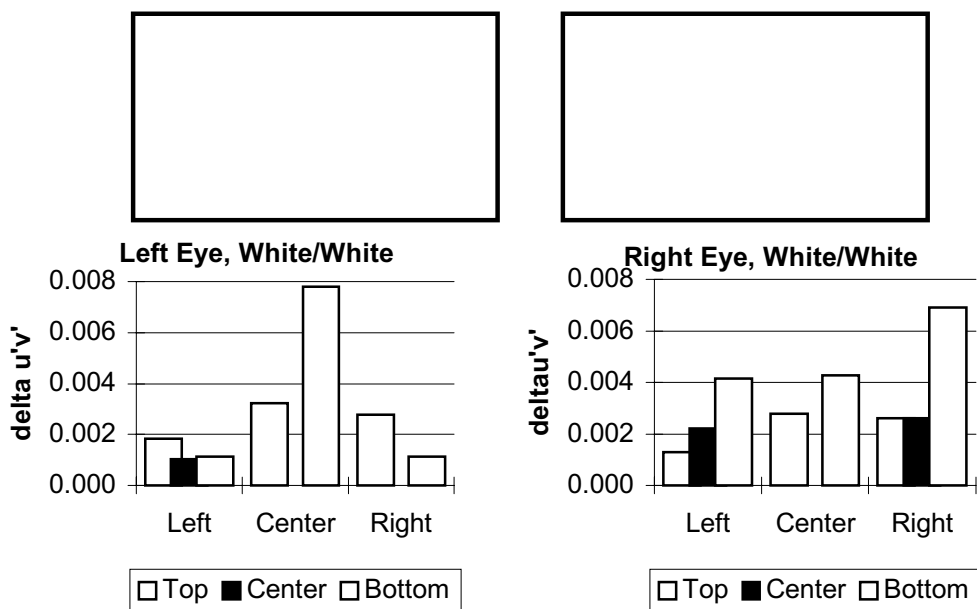 Left Eye, White/White
0.008
0.006
0.004
0.002
0.000
delta u'v'
Left Center Right
Top Center Bottom
Right Eye, White/White
0.008
0.006
0.004
0.002
0.000
deltau'v'
Left Center Right
Top Center Bottom